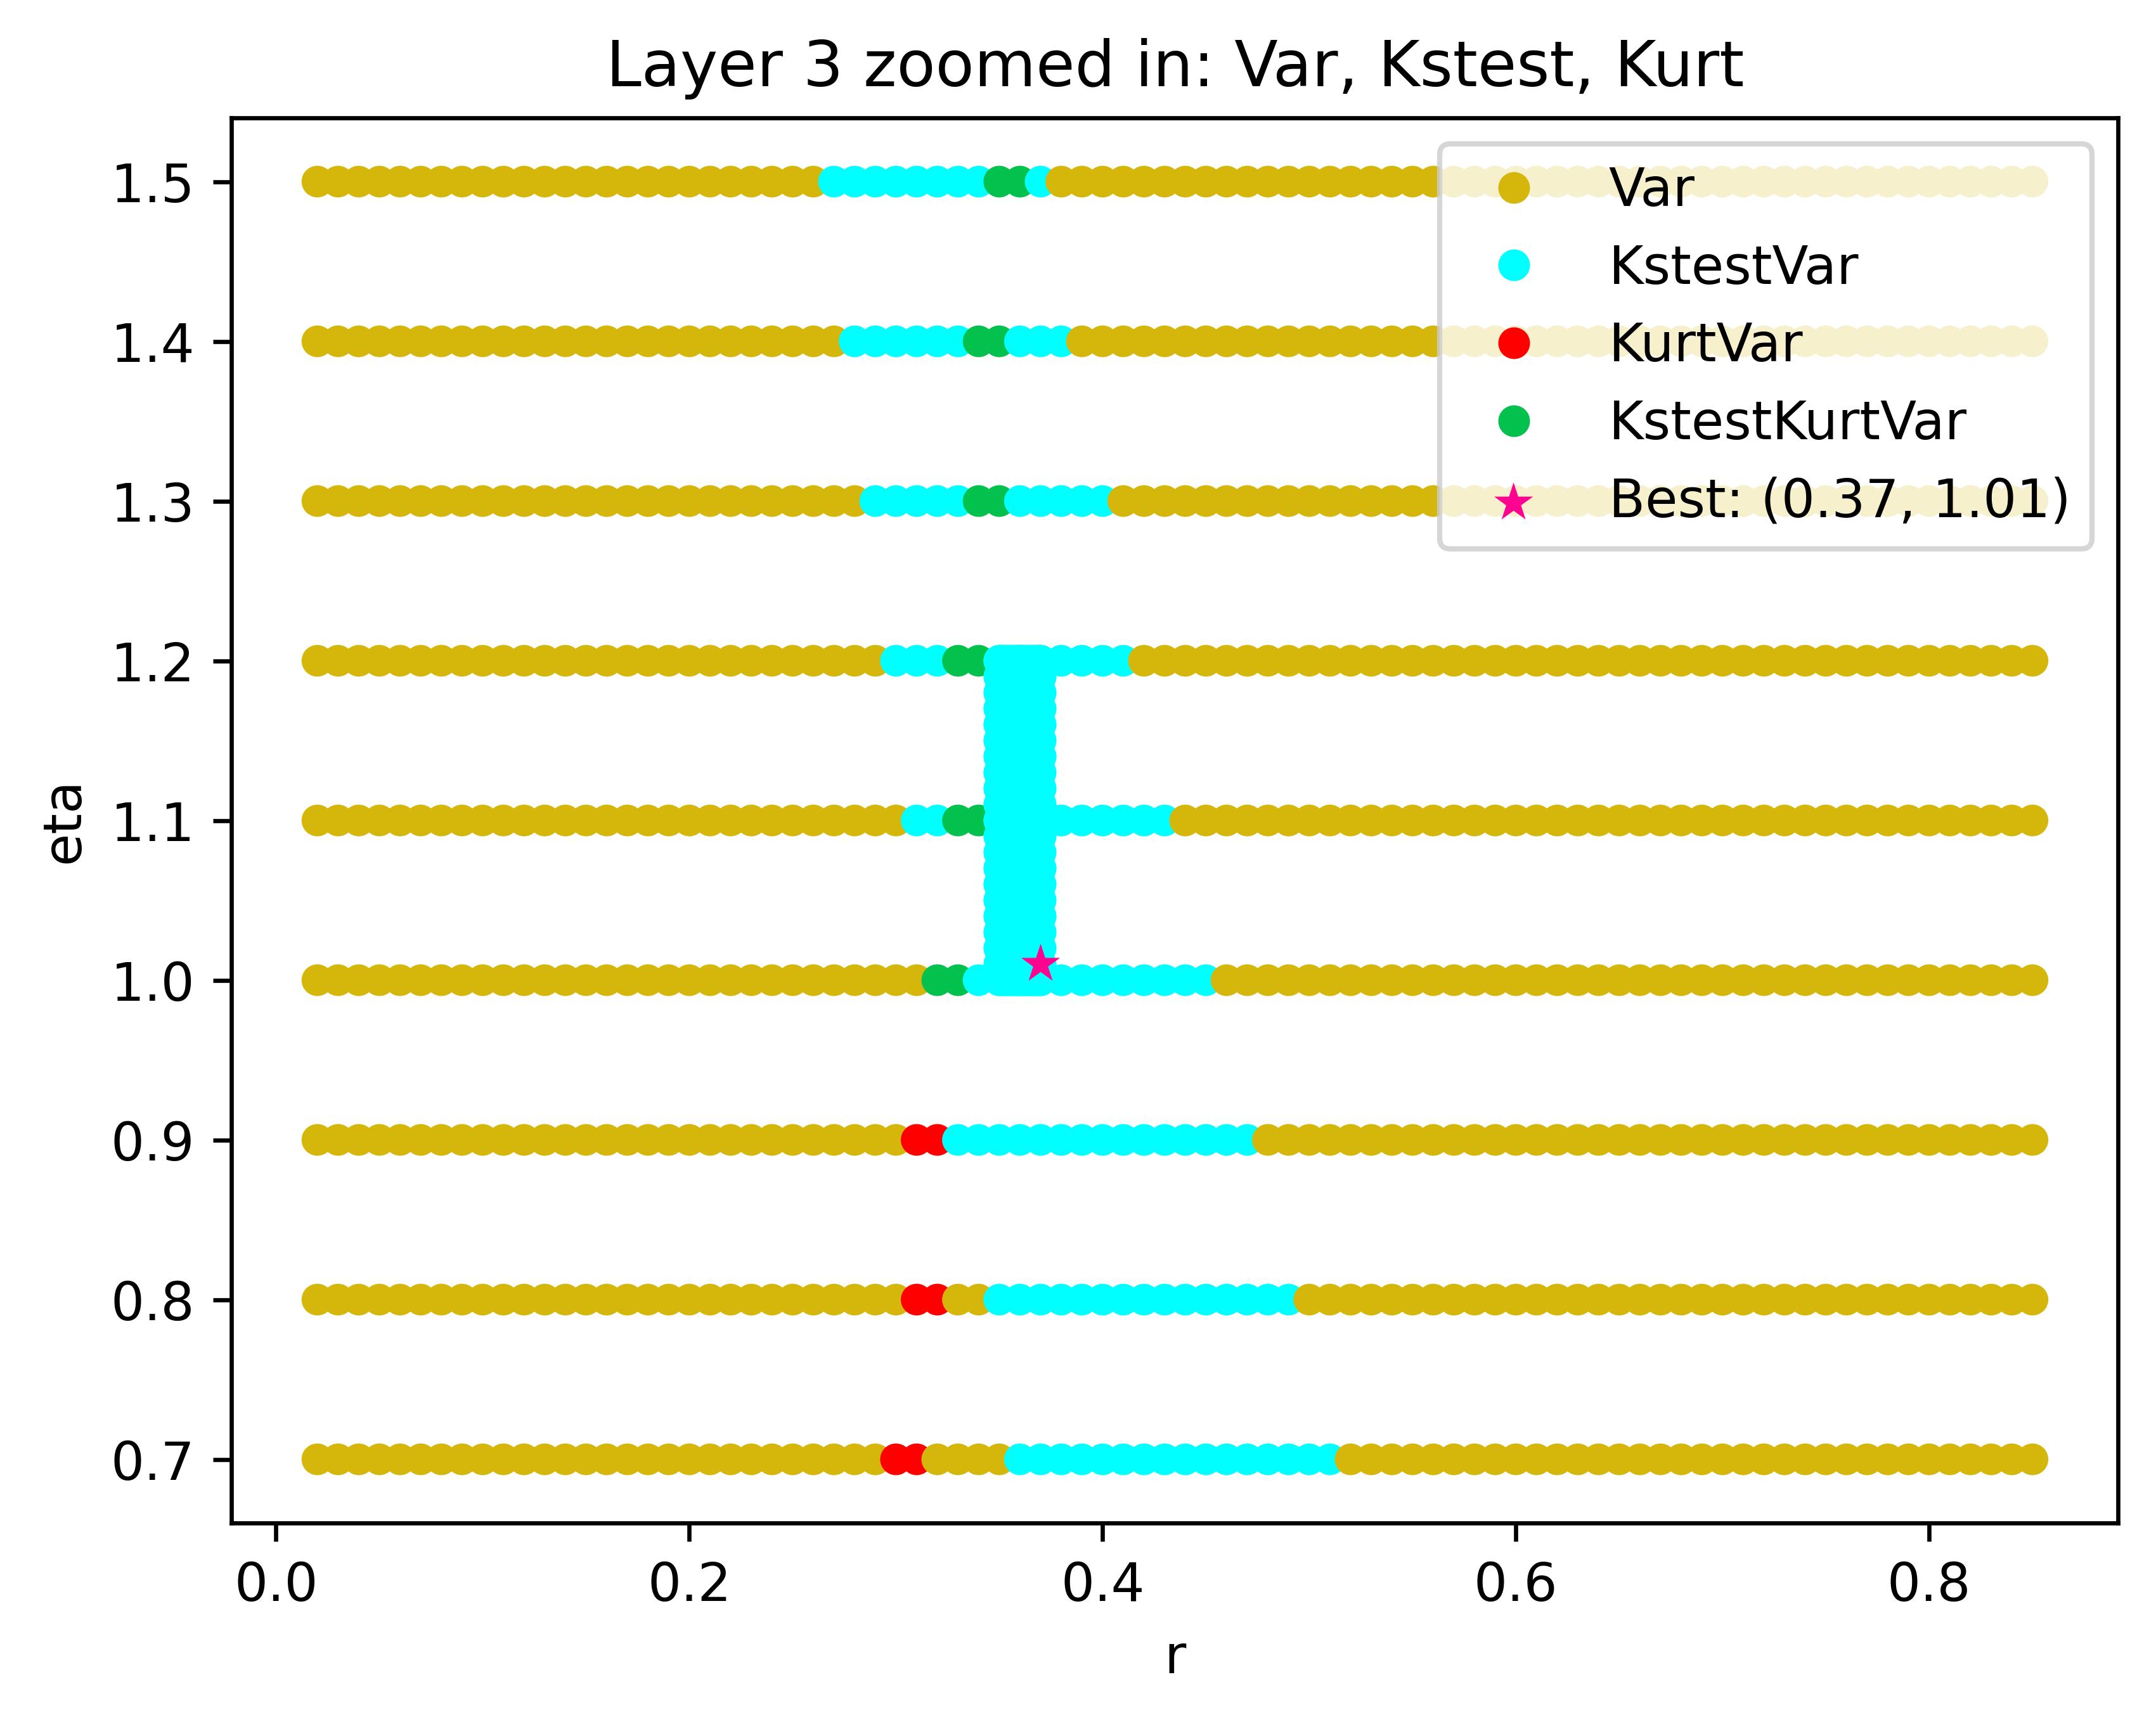 Layer 3 zoomed in: Var, Kstest, Kurt
1.5
1.4
1.3
1.2
1.1
1.0
0.9
0.8
0.7
eta
Var
KstestVar
KurtVar
KstestKurtVar
Best: (0.37, 1.01)
0.0 0.2 0.4 0.6 0.8
r